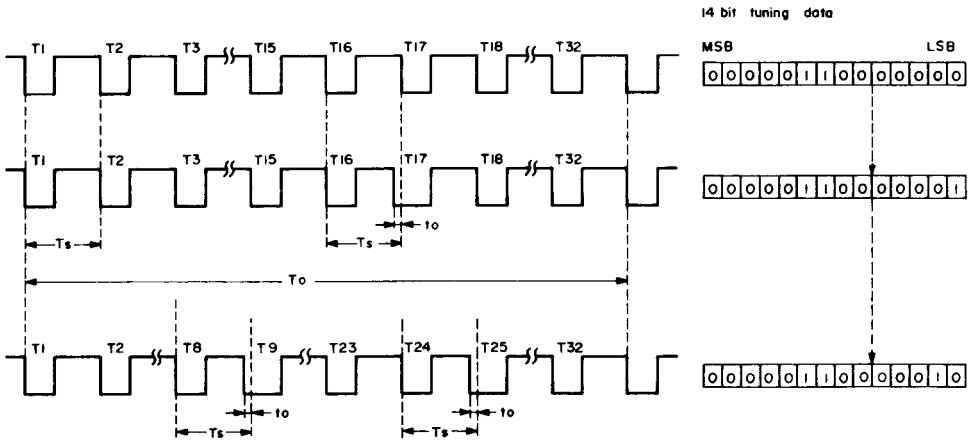 14 bit tuning data
MSB LSB
T1 T2 T3 T15 T16 T17 T18 T32
0 0 0 0 0 1 1 0 0 0 0 0 0 0
T1 T2 T3 T15 T16 T17 T18 T32
0 0 0 0 0 1 1 0 0 0 0 0 0 1
to
Ts Ts
To
T1 T2 T8 T9 T23 T24 T25 T32
0 0 0 0 0 1 1 0 0 0 0 0 1 0
to to
Ts Ts